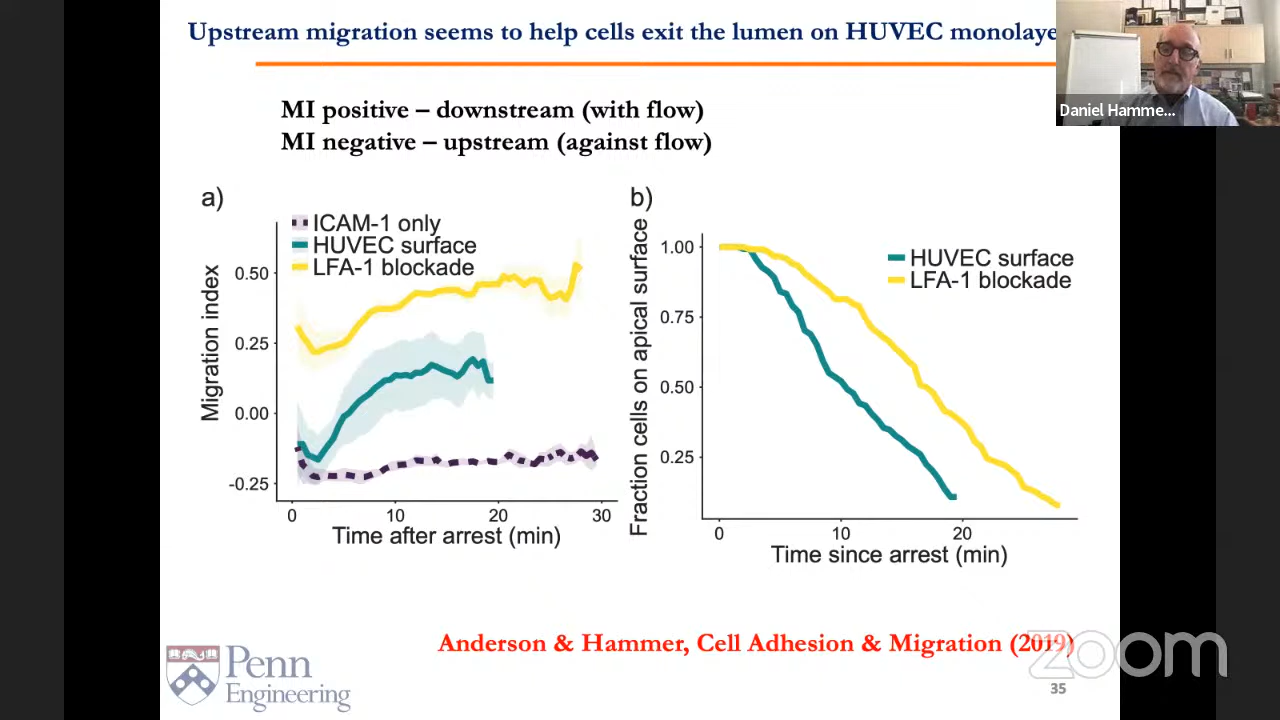 Upstream migration seems to help cells exit the lumen on HUVEC monolaye
Daniel Hamme...
MI positive – downstream (with flow)
MI negative – upstream (against flow)
a)
ICAM-1 only
HUVEC surface
LFA-1 blockade
Migration index
0.50
0.25
0.00
-0.25
0
10
20
30
Time after arrest (min)
b)
HUVEC surface
LFA-1 blockade
Fraction cells on apical surface
1.00
0.75
0.50
0.25
0
10
20
Time since arrest (min)
Anderson & Hammer, Cell Adhesion & Migration (2019)
zoom
Penn
Engineering
35